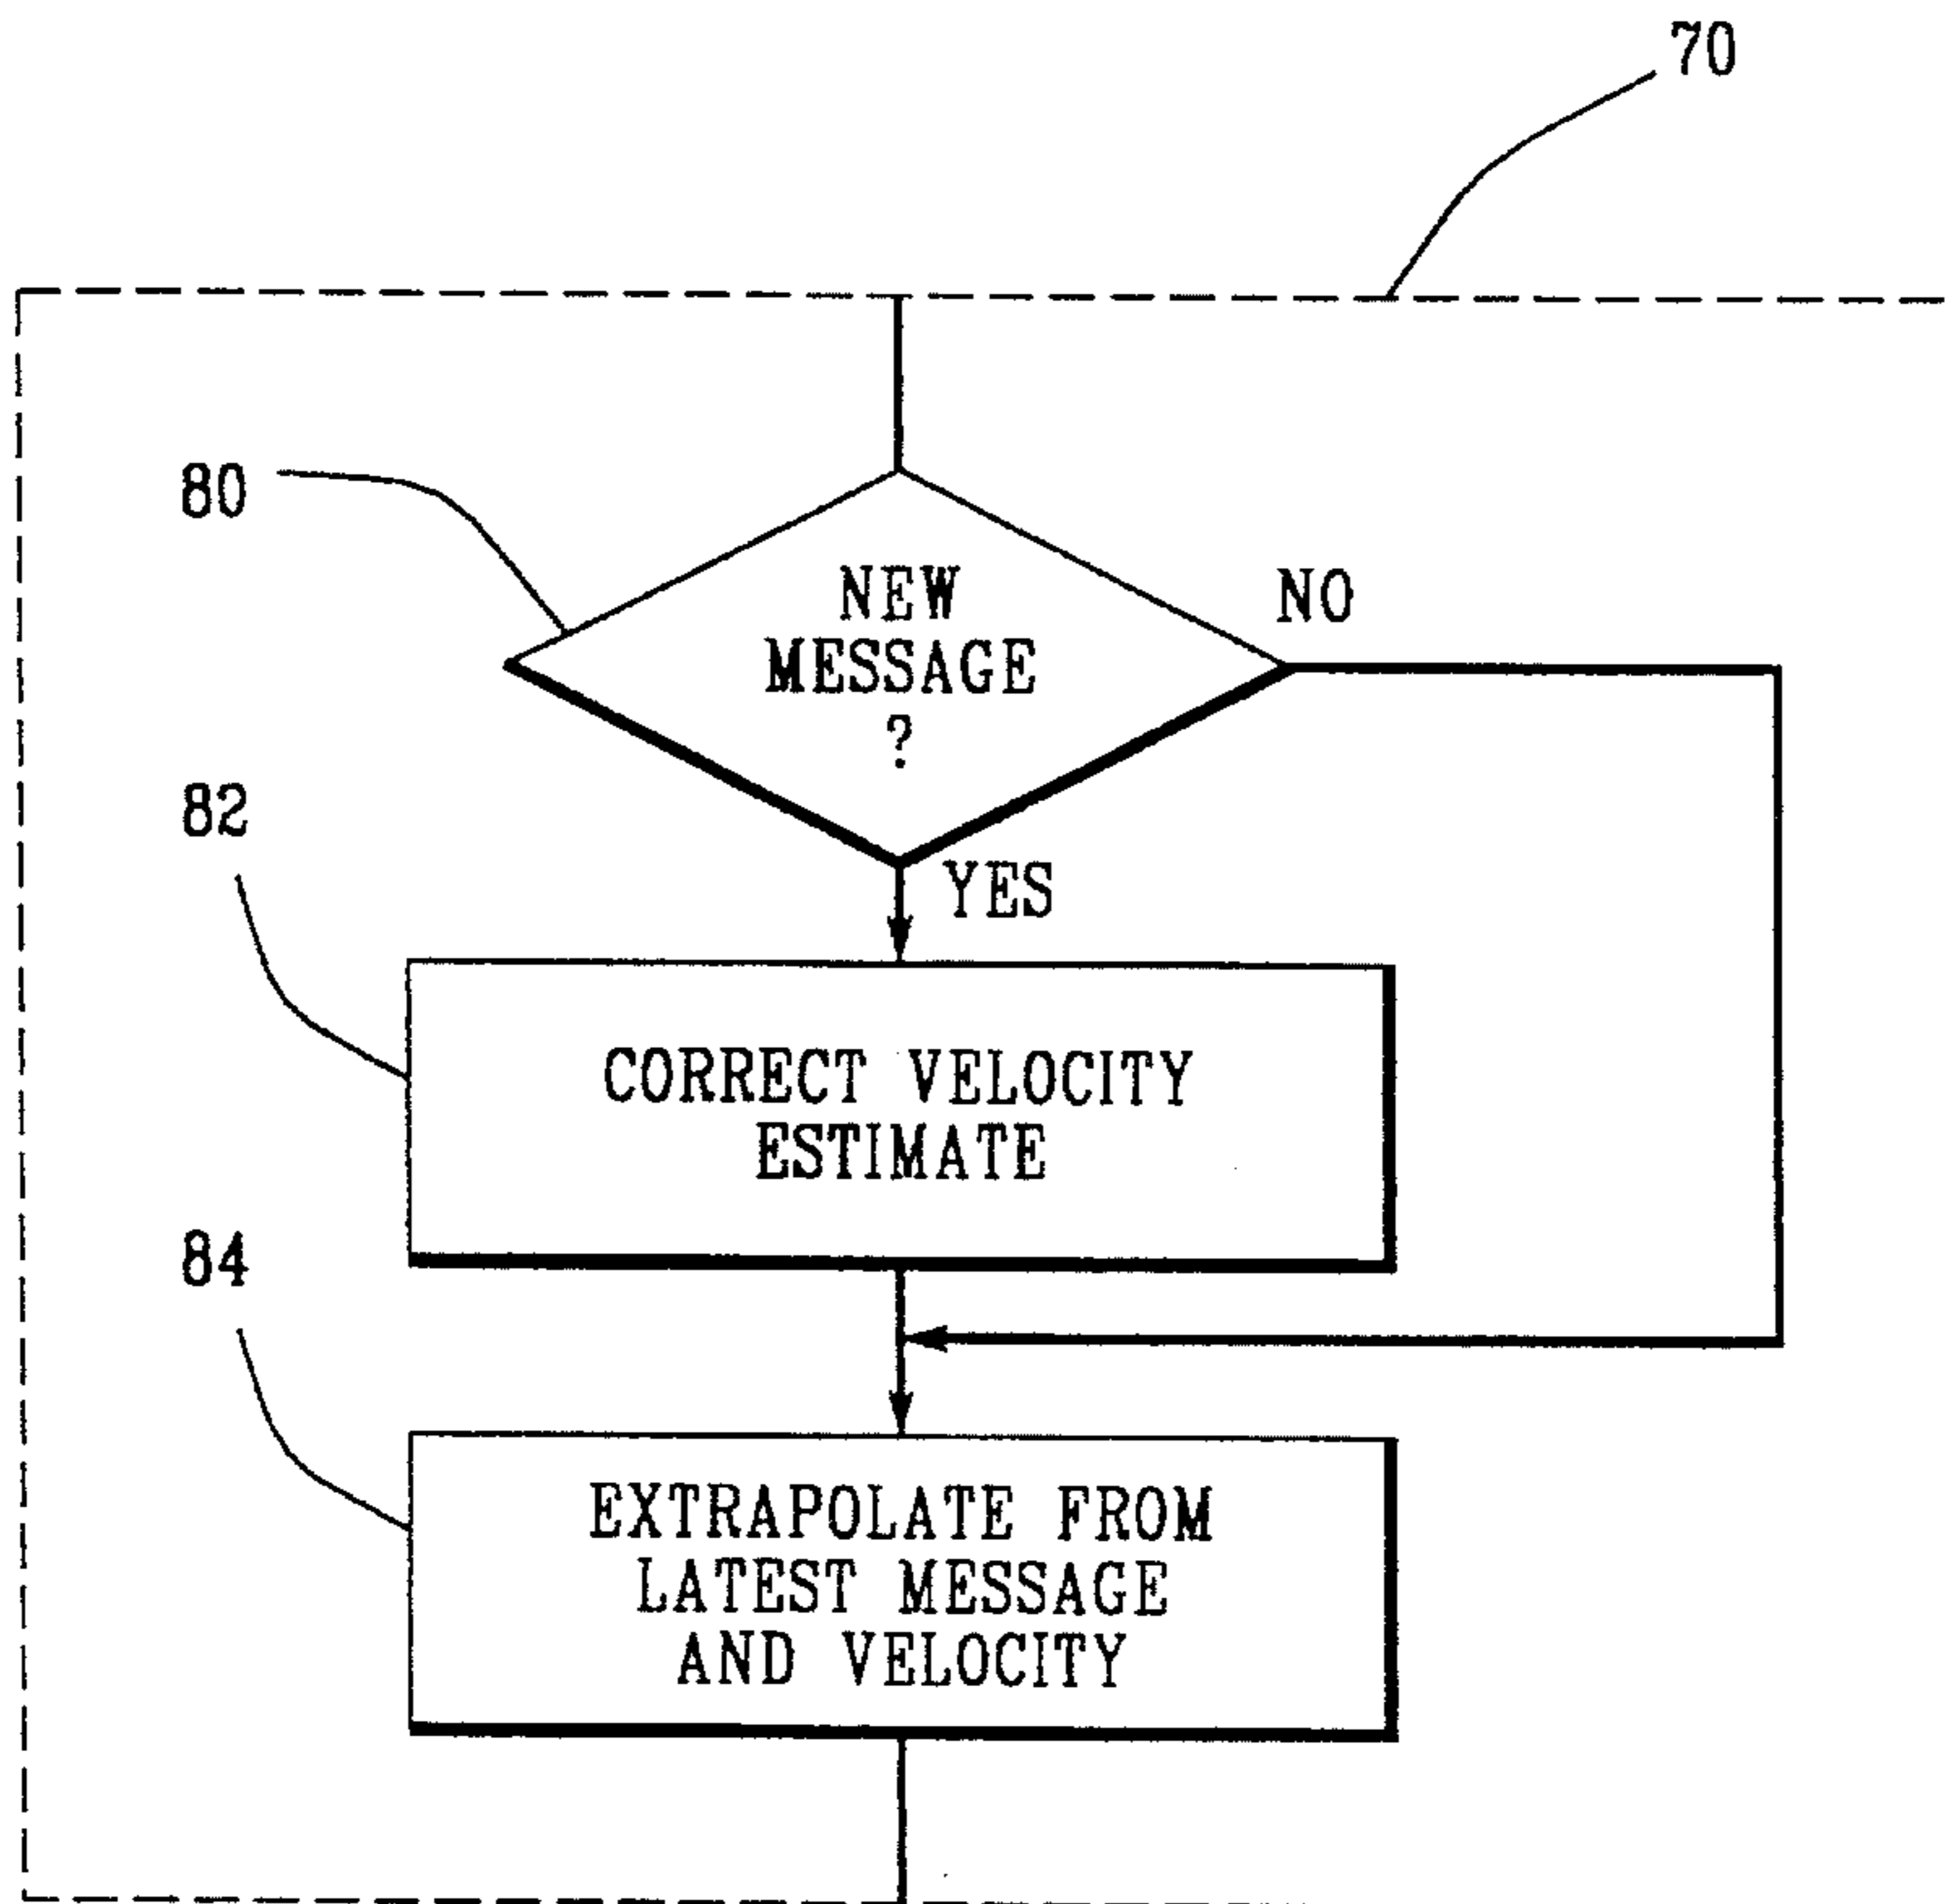 70
80
NEW
MESSAGE
?
NO
82
YES
CORRECT VELOCITY
ESTIMATE
84
EXTRAPOLATE FROM
LATEST MESSAGE
AND VELOCITY